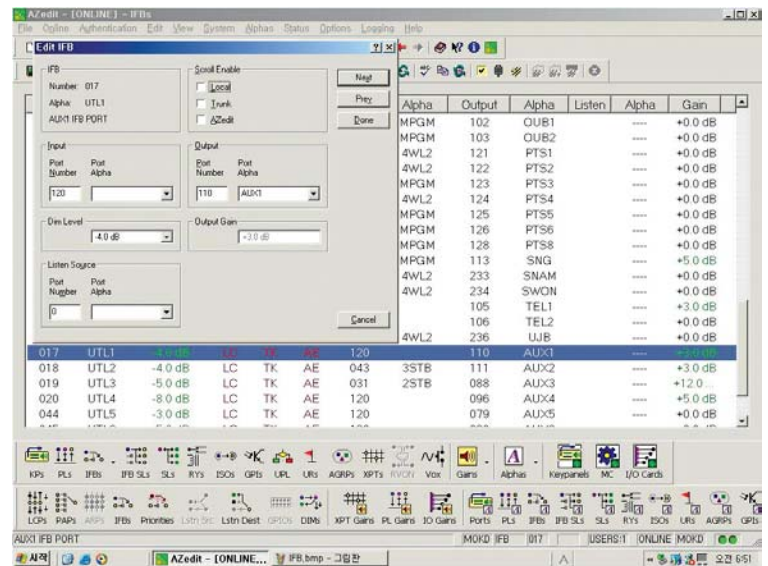 AZedit - [ONLINE] - IFBs
File Online Authentication Edit View System Alphas Status Options Logging Help
Edit IFB
IFB
Number: 017
Alpha: UTL1
AUX1 IFB PORT
Scroll Enable
Local
Trunk
AZedit
Next
Prev
Done
Input
Port Number
Port Alpha
120
Output
Port Number
Port Alpha
110 AUX1
Dim Level
-4.0 dB
Output Gain
+3.0 dB
Listen Source
Port Number
Port Alpha
0
Cancel
Alpha Output Alpha Listen Alpha Gain
MPGM 102 OUB1 ---- +0.0 dB
MPGM 103 OUB2 ---- +0.0 dB
4WL2 121 PTS1 ---- +0.0 dB
4WL2 122 PTS2 ---- +0.0 dB
MPGM 123 PTS3 ---- +0.0 dB
4WL2 124 PTS4 ---- +0.0 dB
MPGM 125 PTS5 ---- +0.0 dB
MPGM 126 PTS6 ---- +0.0 dB
MPGM 128 PTS8 ---- +0.0 dB
MPGM 113 SNG ---- +5.0 dB
4WL2 233 SNAM ---- +0.0 dB
4WL2 234 SWON ---- +0.0 dB
105 TEL1 ---- +3.0 dB
106 TEL2 ---- +0.0 dB
4WL2 236 UJB ---- +0.0 dB
017 UTL1 -4.0 dB LC TK AE 120 110 AUX1 ---- +3.0 dB
018 UTL2 -4.0 dB LC TK AE 043 3STB 111 AUX2 ---- +3.0 dB
019 UTL3 -5.0 dB LC TK AE 031 2STB 088 AUX3 ---- +12.0...
020 UTL4 -8.0 dB LC TK AE 120 096 AUX4 ---- +5.0 dB
044 UTL5 -3.0 dB LC TK AE 120 079 AUX5 ---- +0.0 dB
KPs PLs IFBs IFB SLs SLs RYs ISOs GPIs UPL URs AGRPs XPTs RVON Vox Gains Alphas Keypanels MC I/O Cards
LCPs PAPs ARPs IFBs Priorities Lstn Src Lstn Dest GPIOs DIMs XPT Gains PL Gains IO Gains Ports PLs IFBs IFB SLs SLs RYs ISOs URs AGRPs GPIs
AUX1 IFB PORT MOKD IFB 017 USERS:1 ONLINE MOKD
시작 AZedit - [ONLINE... IFB.bmp - 그림판 A 오전 6:51